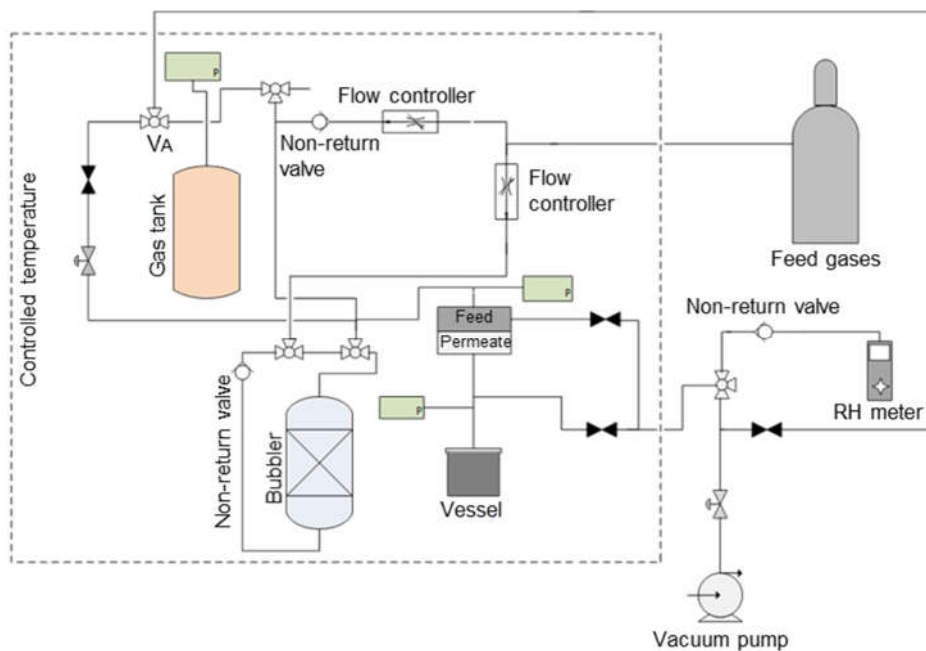 P
Flow controller
VA
Non-return
valve
Flow
controller
Gas tank
Controlled temperature
Feed gases
P
Feed
Permeate
Non-return valve
Non-return valve
P
RH meter
Bubbler
Vessel
Vacuum pump